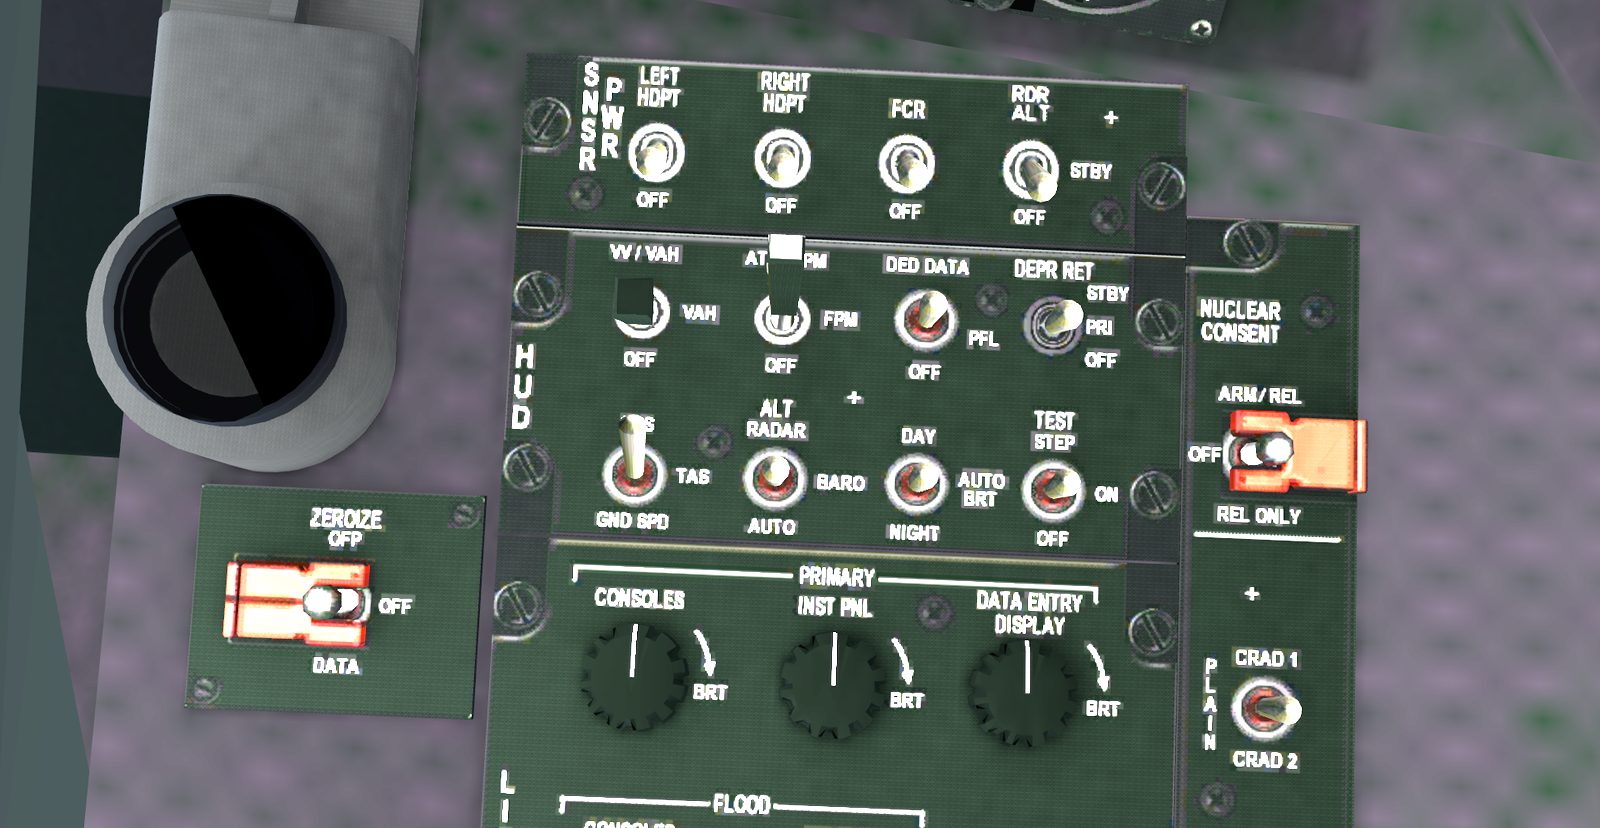 SNSR
PWR
LEFT
HDPT
OFF
RIGHT
HDPT
OFF
FCR
OFF
RDR
ALT
STBY
OFF
HUD
VV / VAH
VAH
OFF
FPM
OFF
DED DATA
PFL
OFF
DEPR RET
STBY
PRI
OFF
TAS
GND SPD
ALT
RADAR
BARO
AUTO
DAY
AUTO
BRT
NIGHT
TEST
STEP
ON
OFF
NUCLEAR
CONSENT
ARM/REL
OFF
REL ONLY
PLAIN
CRAD 1
CRAD 2
ZEROIZE
OFP
OFF
DATA
PRIMARY
CONSOLES
BRT
INST PNL
BRT
DATA ENTRY
DISPLAY
BRT
FLOOD